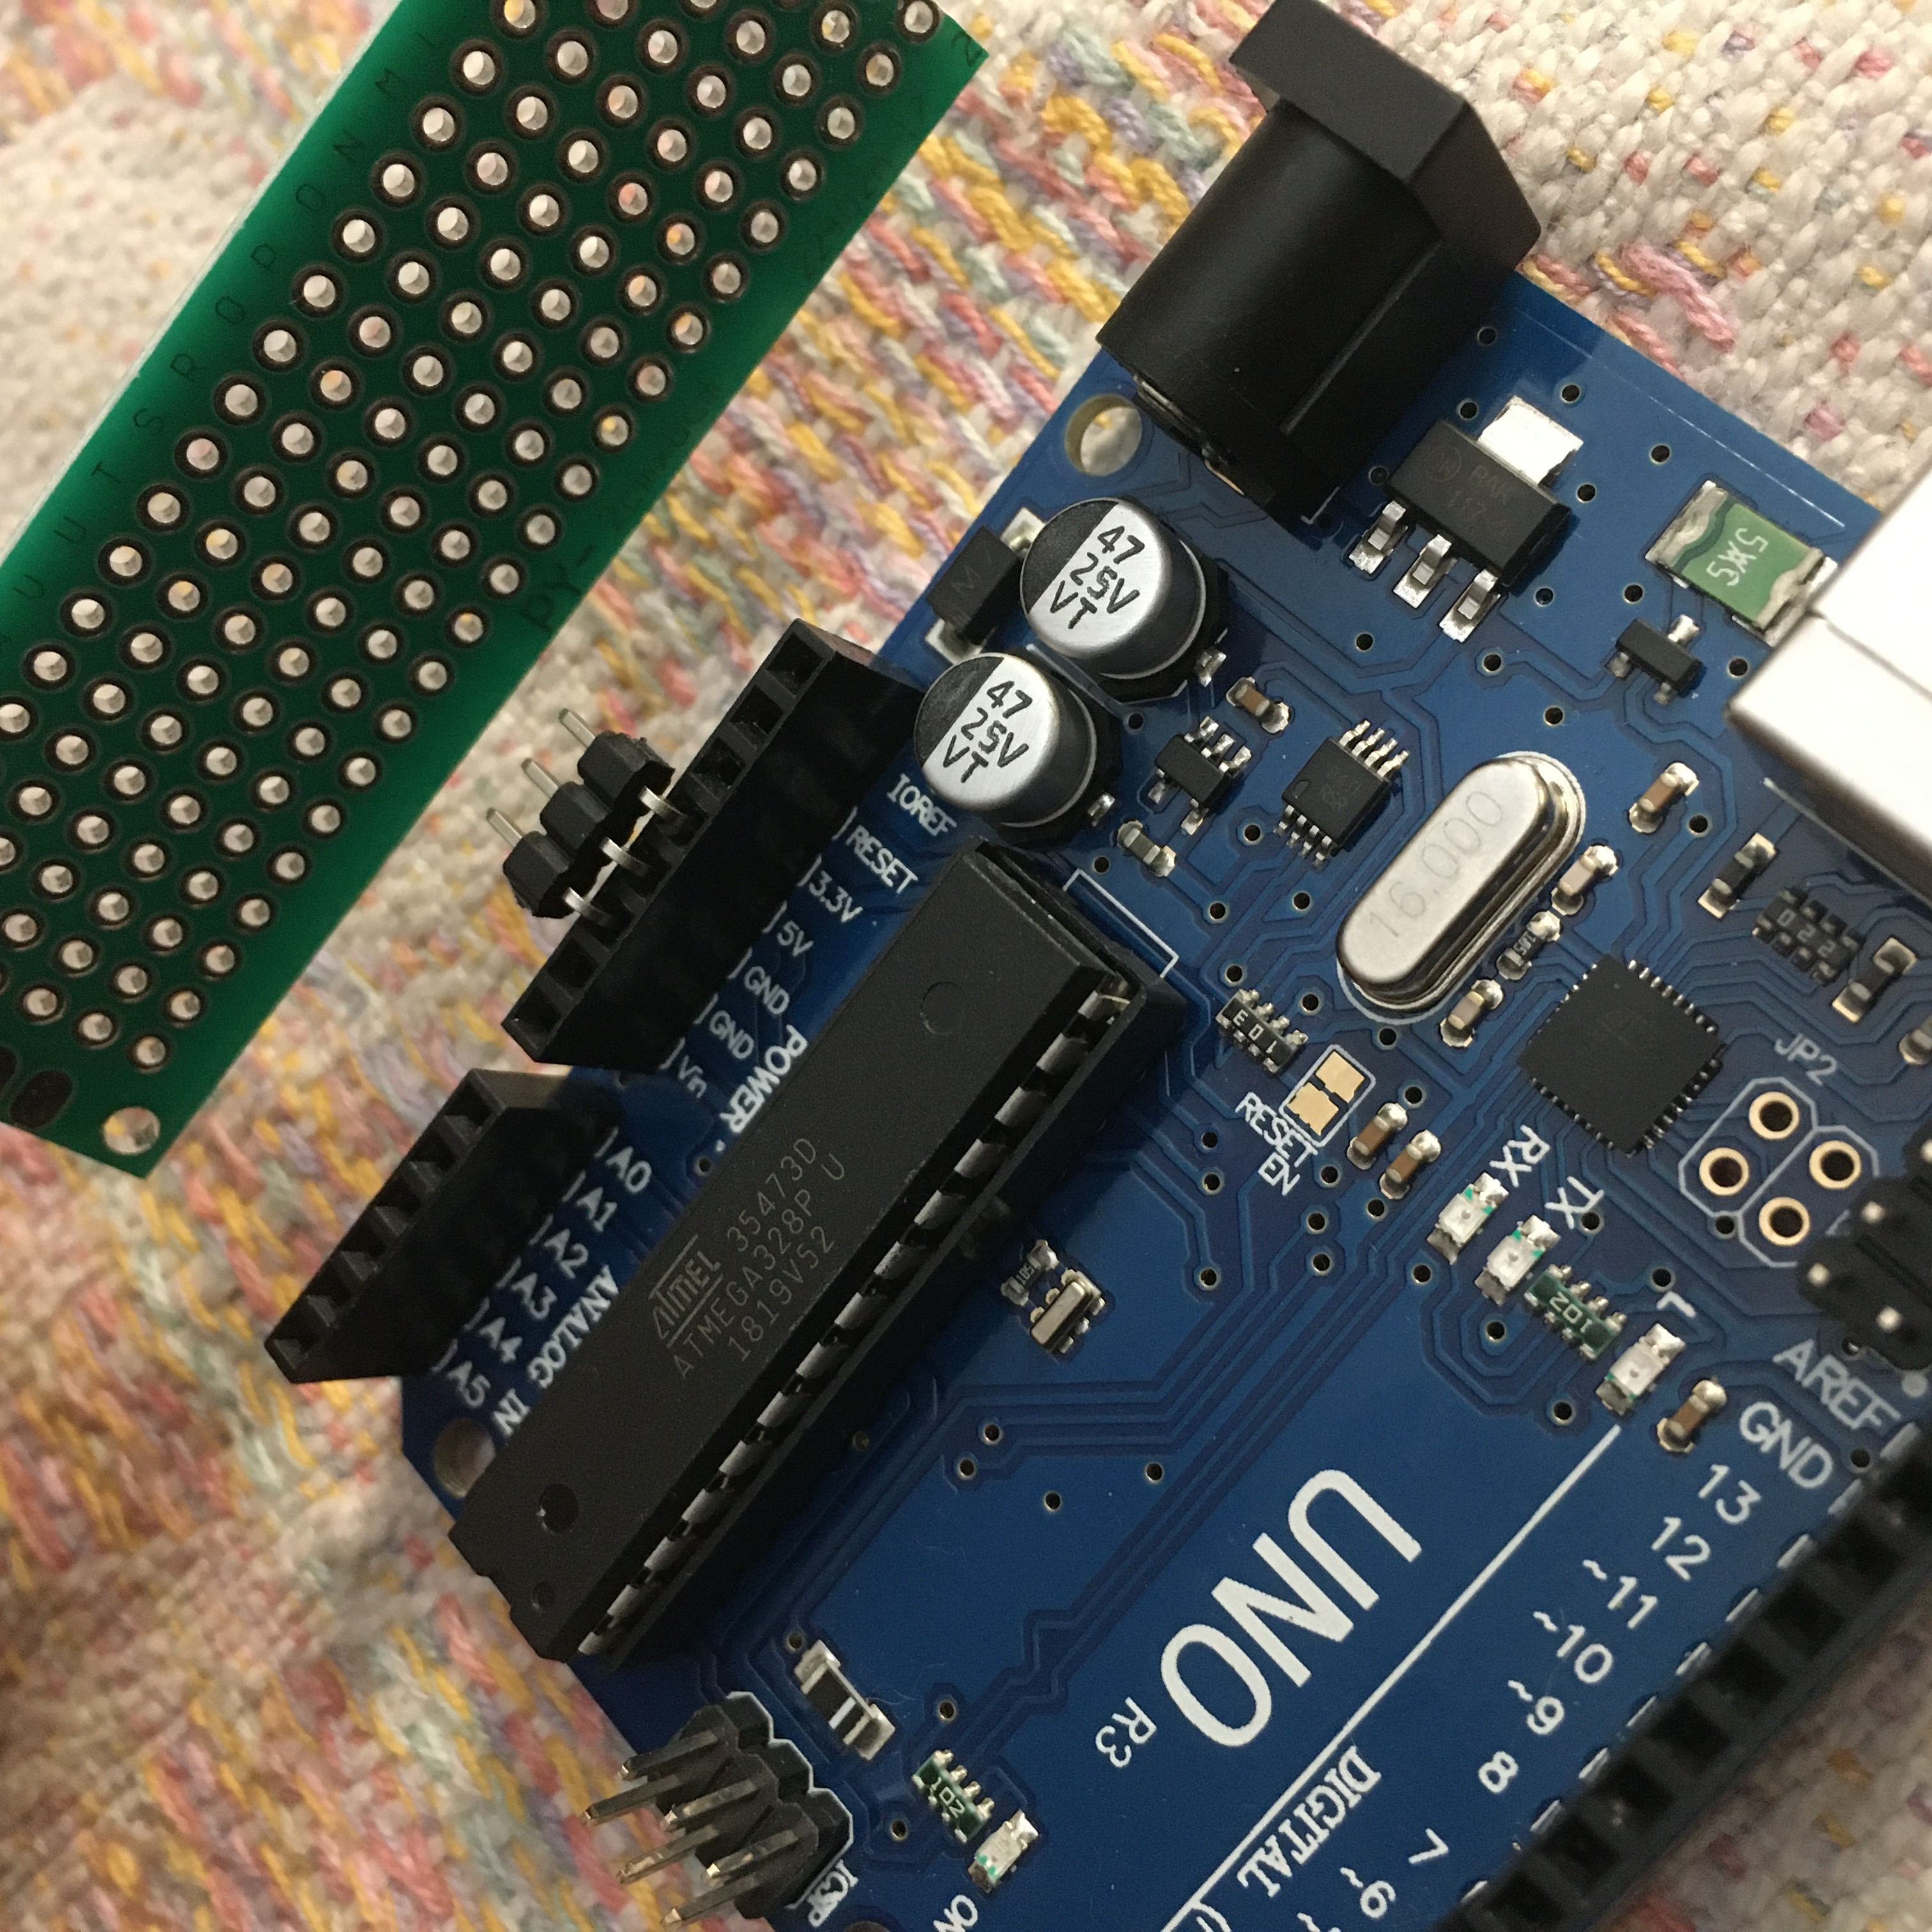 V U T S R Q P O N M L
PY-
A5
A4
A3
A2
A1
A0
ANALOG IN
ATMEL
35473D
ATMEGA328P U
1819V52
Vin
GND
GND
5V
3.3V
RESET
IOREF
POWER
ICSP
ON
102
47
25V
VT
47
25V
VT
M
UNO R3
RESET
EN
103
16.000
DIGITAL
RX
TX
L
102
~6
7
8
~9
~10
~11
12
13
GND
AREF
JP2
220